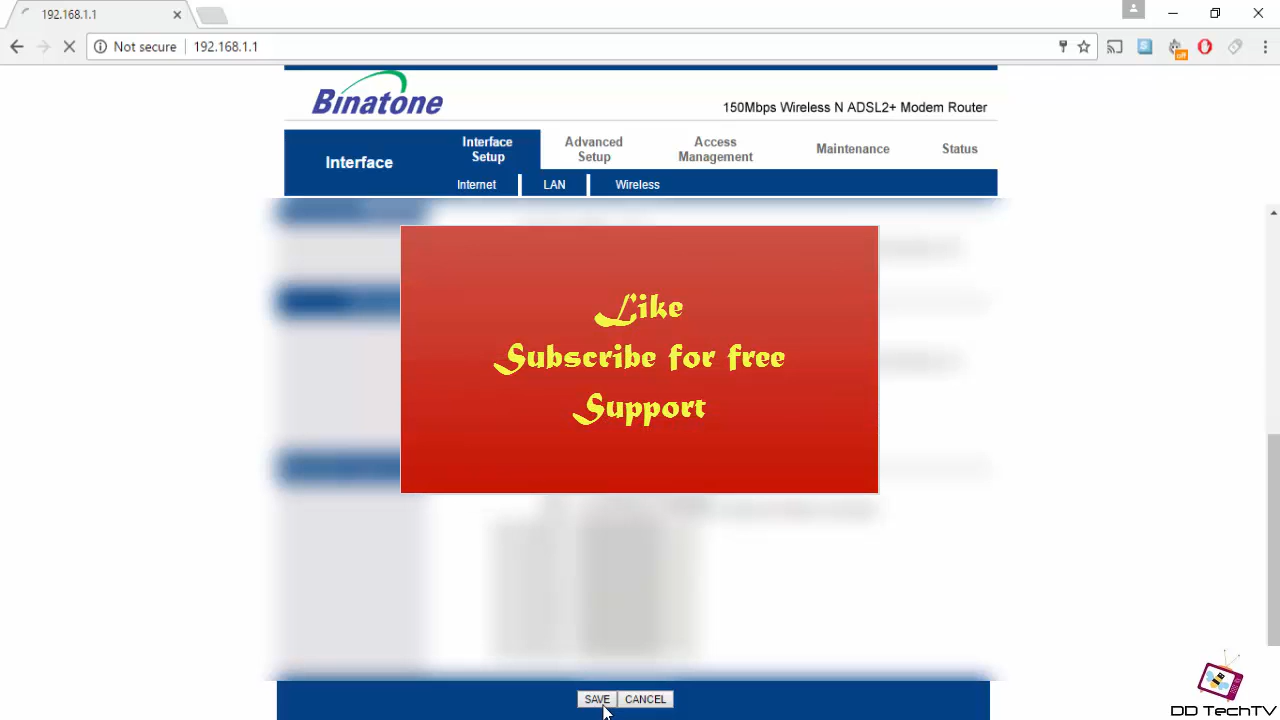 192.168.1.1
Not secure
192.168.1.1
off
Binatone
150Mbps Wireless N ADSL2+ Modem Router
Interface
Interface
Setup
Advanced
Setup
Access
Management
Maintenance
Status
Internet
LAN
Wireless
Like
Subscribe for free
Support
SAVE
CANCEL
DD TechTV